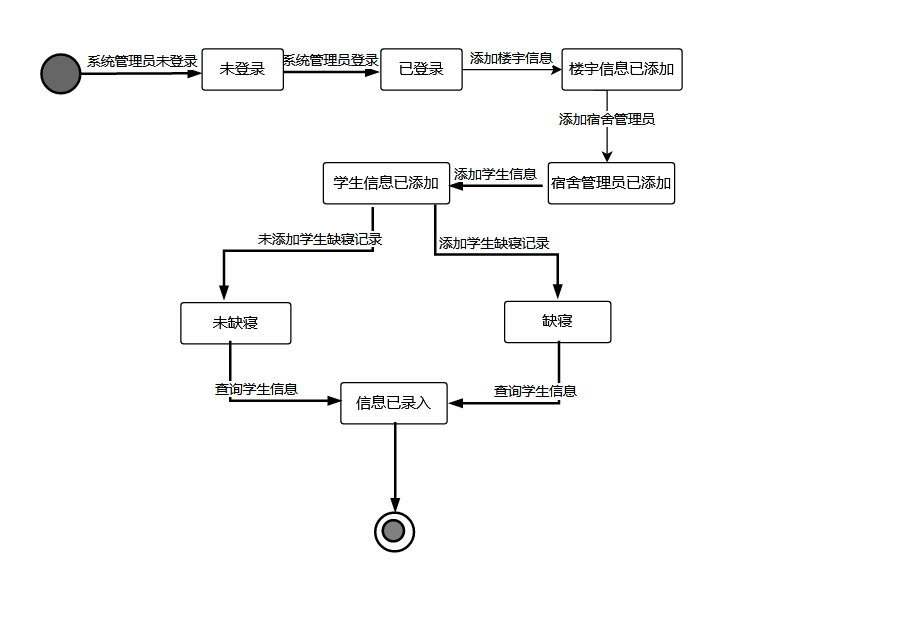 系统管理员未登录
未登录
系统管理员登录
已登录
添加楼宇信息
楼宇信息已添加
添加宿舍管理员
学生信息已添加
添加学生信息
宿舍管理员已添加
未添加学生缺寝记录
添加学生缺寝记录
未缺寝
缺寝
查询学生信息
信息已录入
查询学生信息